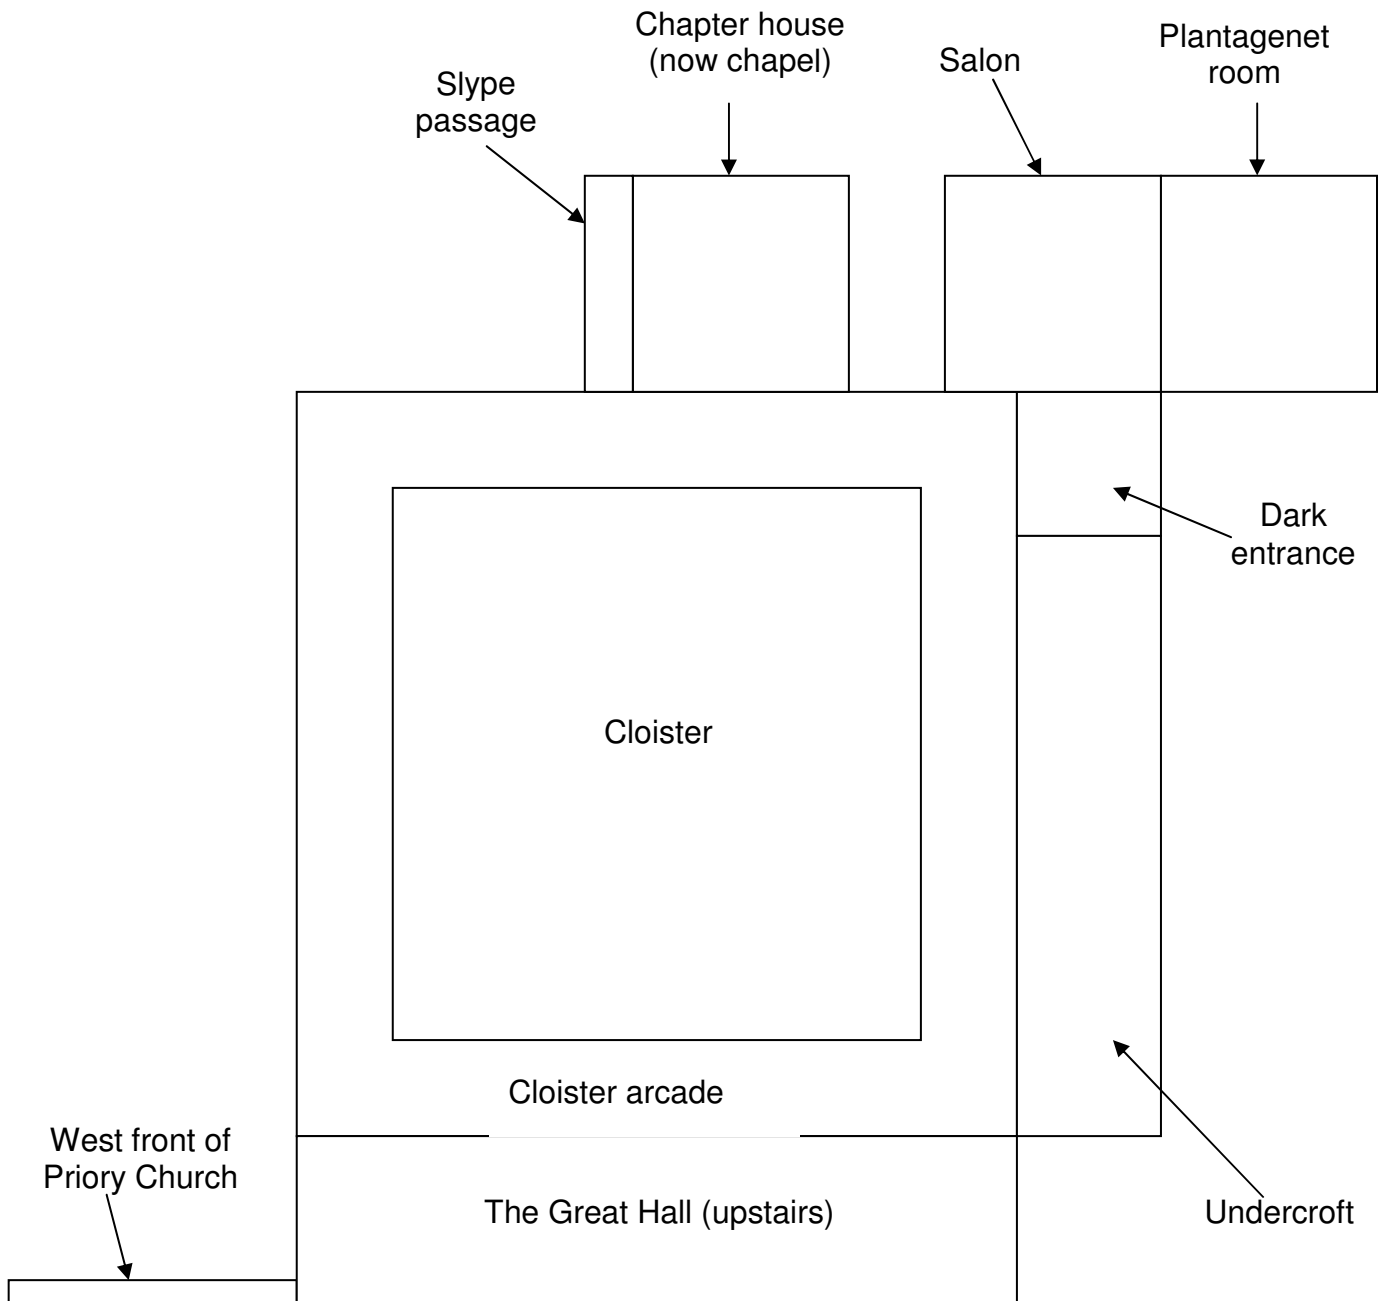 Chapter house
(now chapel)
Salon
Plantagenet
room
Slype
passage
Dark
entrance
Cloister
Cloister arcade
West front of
Priory Church
The Great Hall (upstairs)
Undercroft